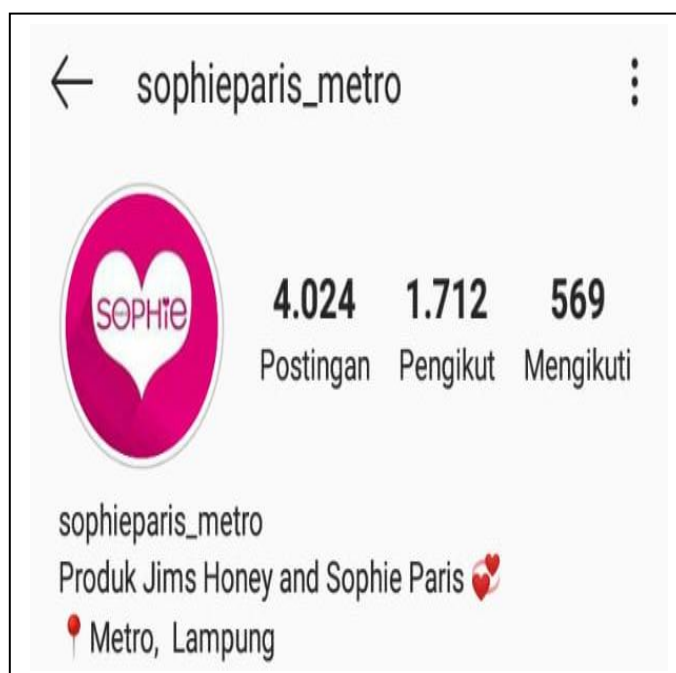 sophieparis_metro
SOPHIE
4.024 1.712 569
Postingan Pengikut Mengikuti
sophieparis_metro
Produk Jims Honey and Sophie Paris 💞
📍 Metro, Lampung